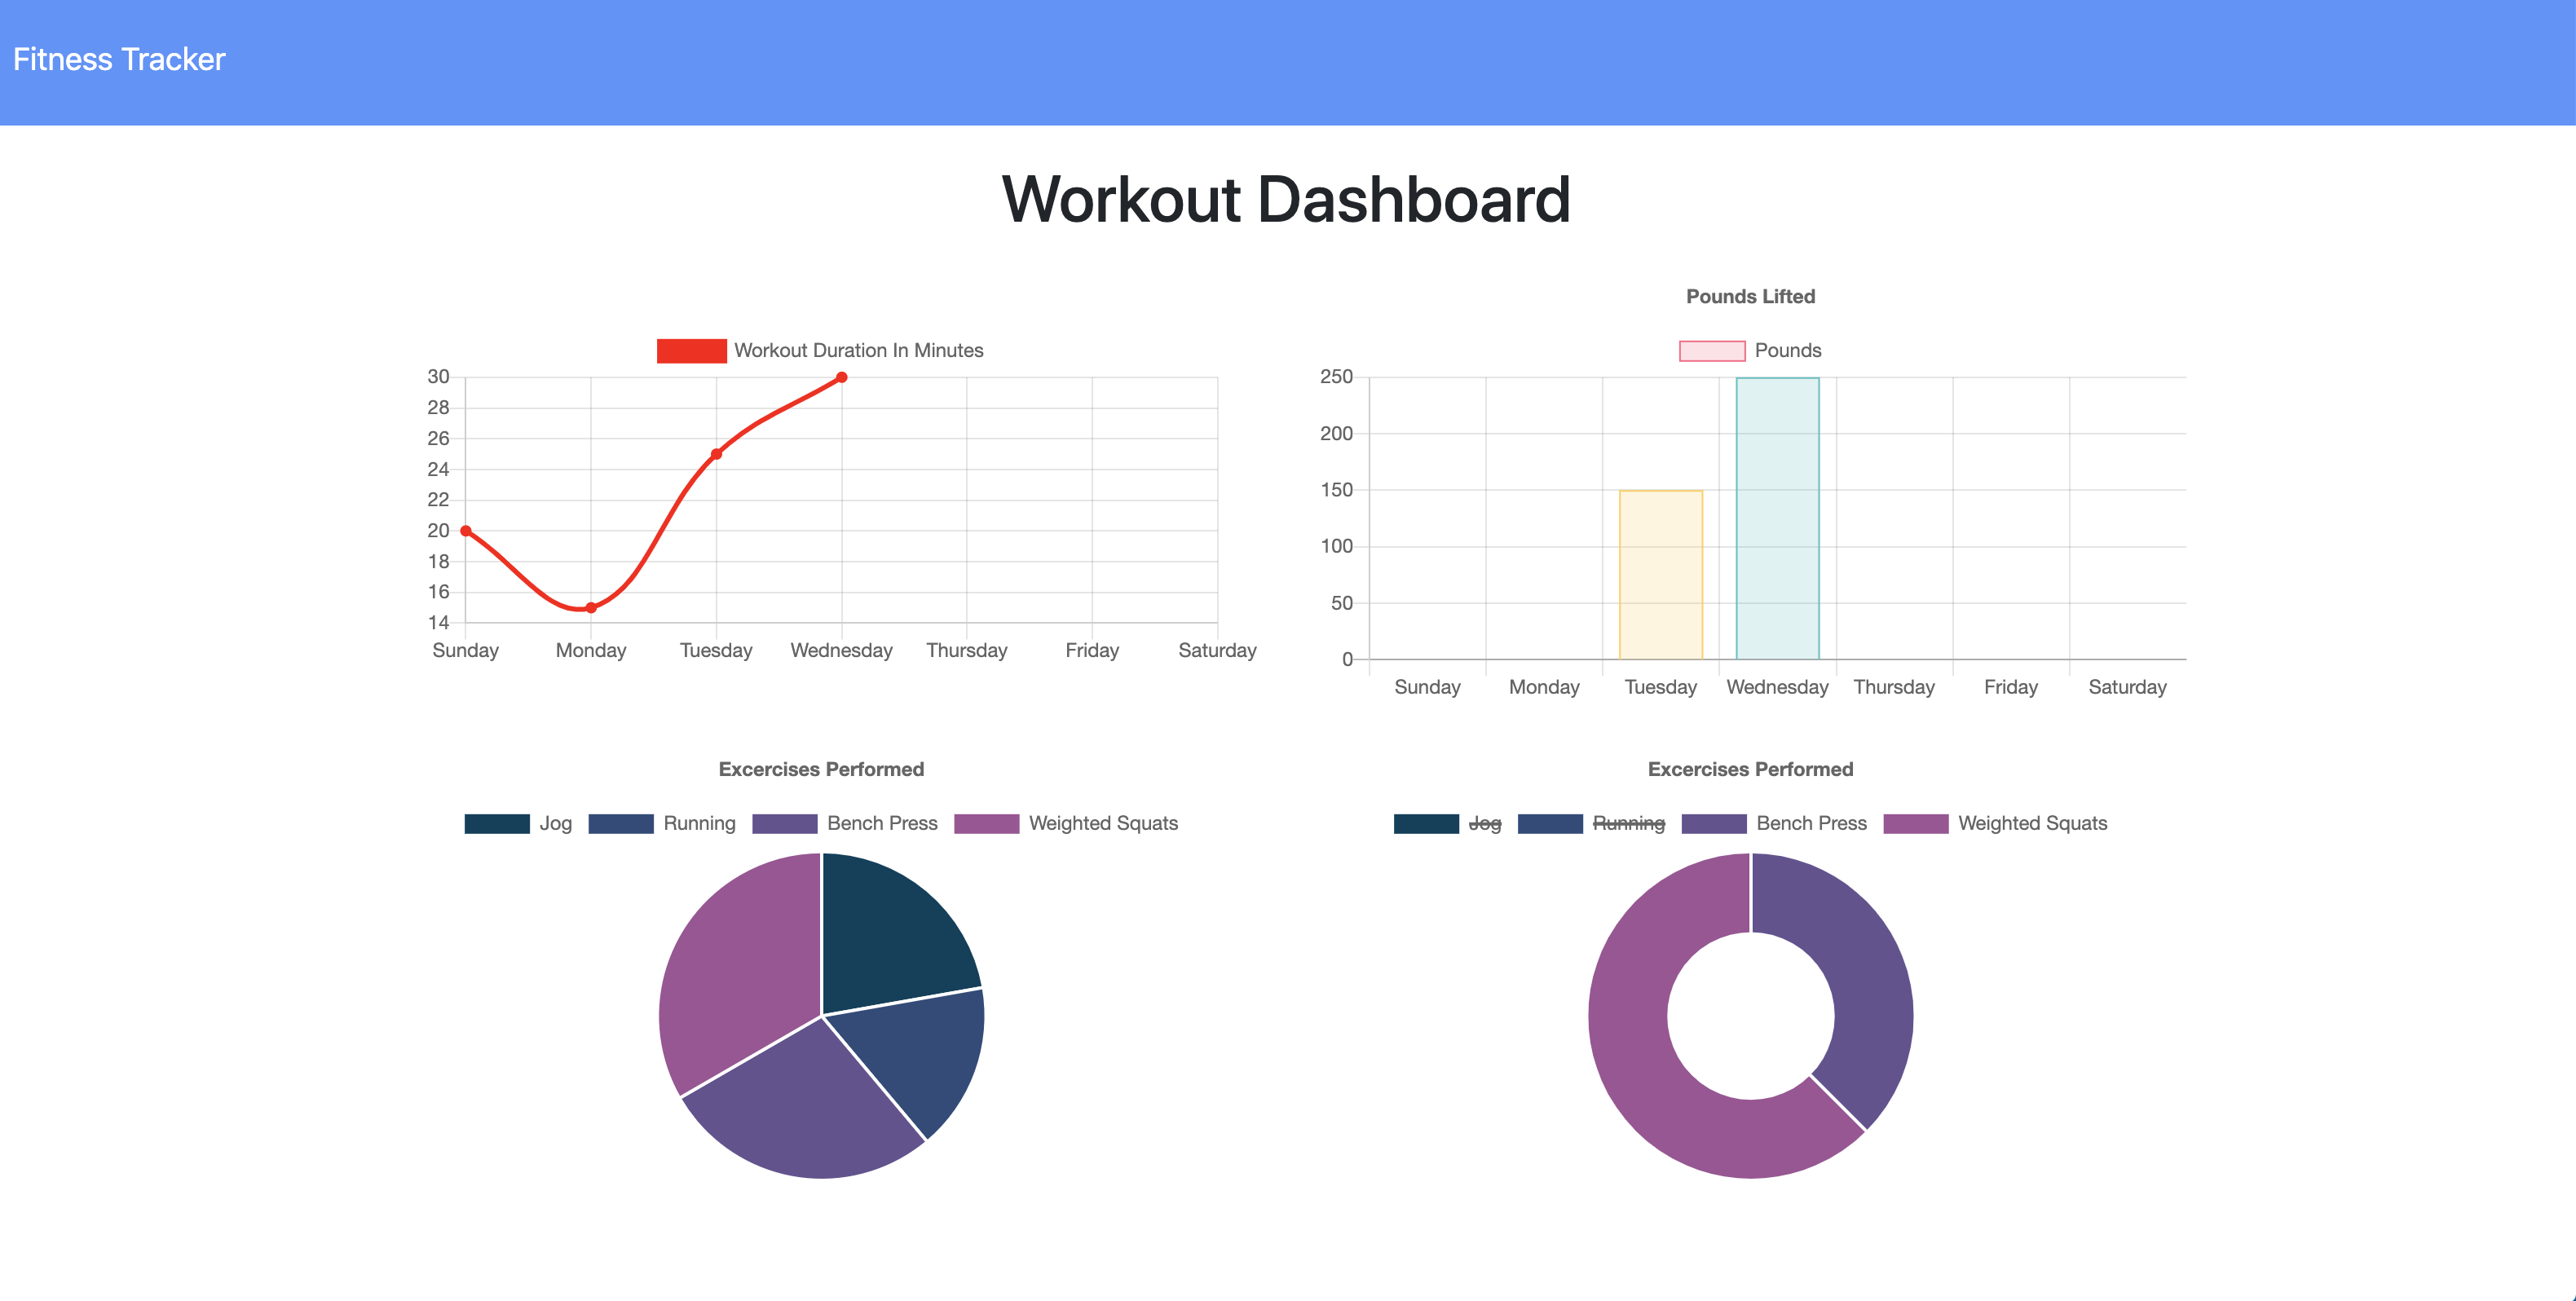 Fitness Tracker
Workout Dashboard
Workout Duration In Minutes
30
28
26
24
22
20
18
16
14
Sunday Monday Tuesday Wednesday Thursday Friday Saturday
Pounds Lifted
Pounds
250
200
150
100
50
0
Sunday Monday Tuesday Wednesday Thursday Friday Saturday
Excercises Performed
Jog Running Bench Press Weighted Squats
Excercises Performed
Jog Running Bench Press Weighted Squats